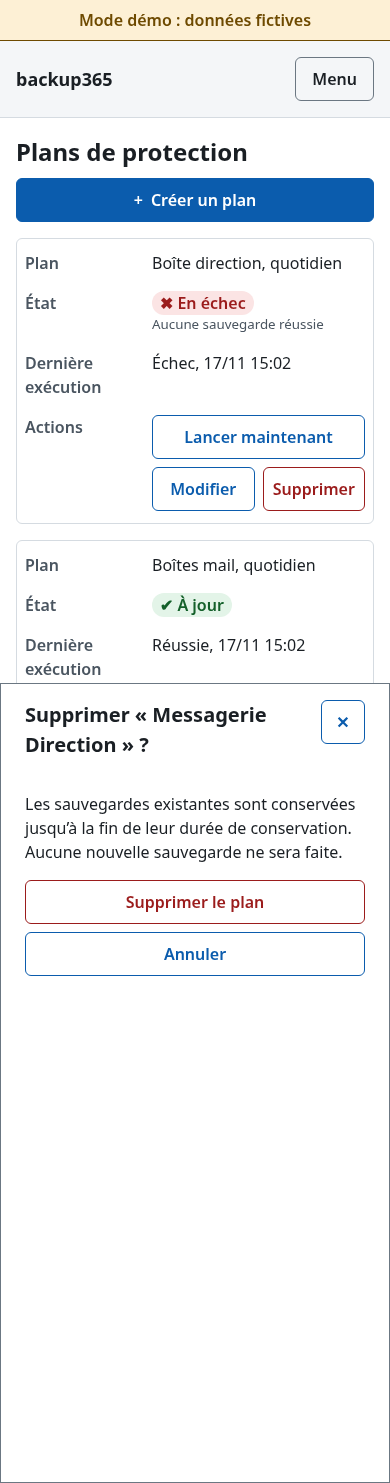 Mode démo : données fictives
backup365
Menu
Plans de protection
+ Créer un plan
Plan
Boîte direction, quotidien
État
✖ En échec
Aucune sauvegarde réussie
Dernière
exécution
Échec, 17/11 15:02
Actions
Lancer maintenant
Modifier
Supprimer
Plan
Boîtes mail, quotidien
État
✔ À jour
Dernière
exécution
Réussie, 17/11 15:02
Supprimer « Messagerie
Direction » ?
✕
Les sauvegardes existantes sont conservées
jusqu’à la fin de leur durée de conservation.
Aucune nouvelle sauvegarde ne sera faite.
Supprimer le plan
Annuler